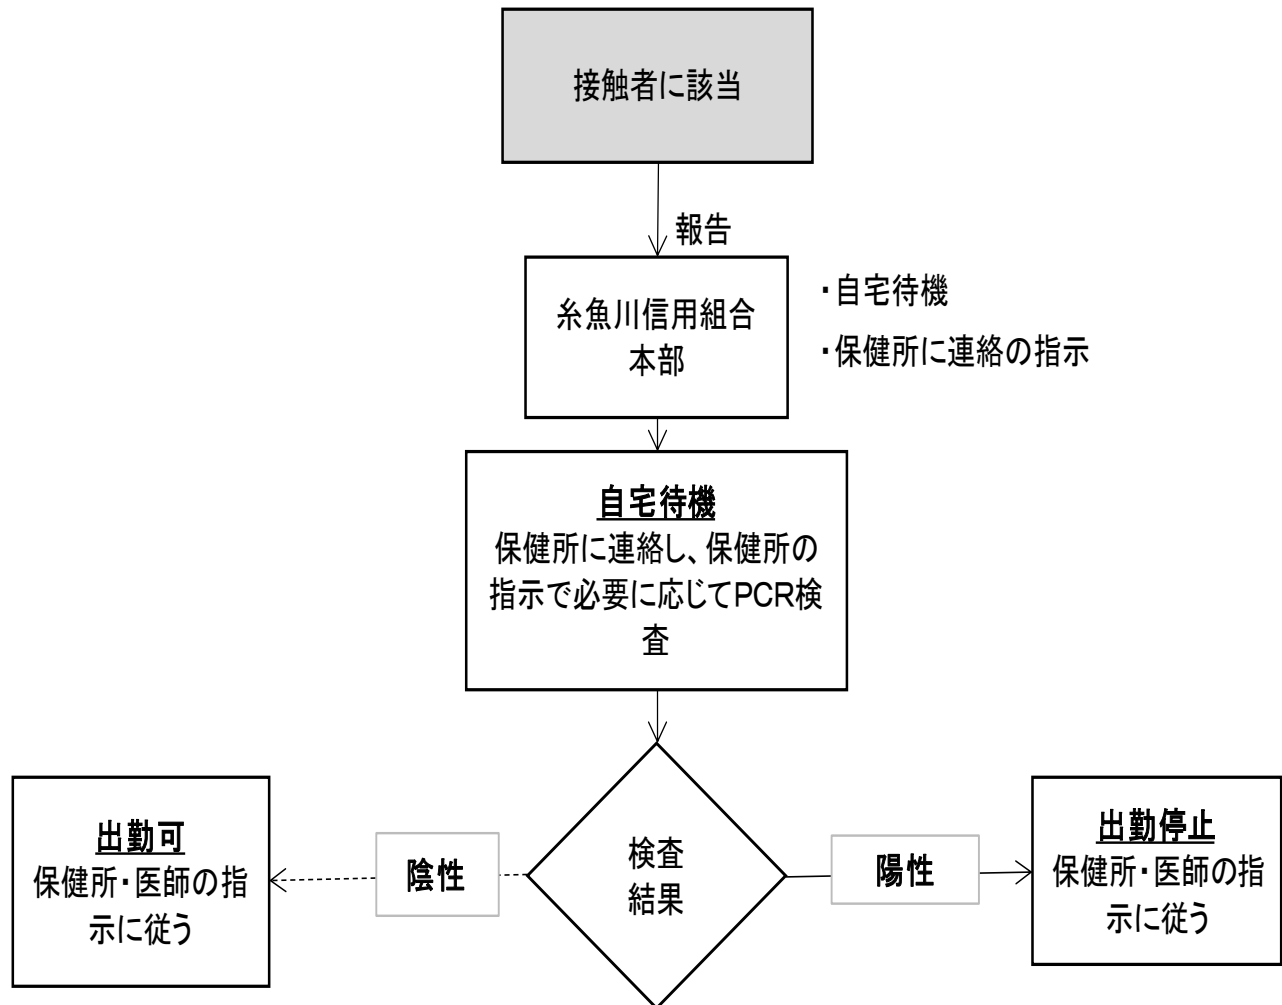 接触者に該当
報告
糸魚川信用組合
本部
・自宅待機
・保健所に連絡の指示
自宅待機
保健所に連絡し、保健所の
指示で必要に応じてPCR検
査
検査
結果
陰性
出勤可
保健所・医師の指
示に従う
陽性
出勤停止
保健所・医師の指
示に従う